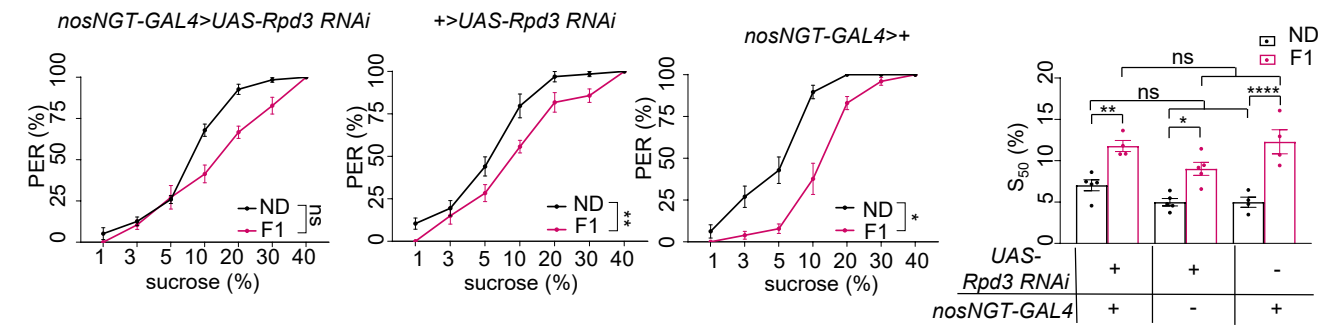 nosNGT-GAL4>UAS-Rpd3 RNAi
PER (%)
0 25 50 75 100
1 3 5 10 20 30 40
sucrose (%)
ND
F1
ns
+>UAS-Rpd3 RNAi
PER (%)
0 25 50 75 100
1 3 5 10 20 30 40
sucrose (%)
ND
F1
**
nosNGT-GAL4>+
PER (%)
0 25 50 75 100
1 3 5 10 20 30 40
sucrose (%)
ND
F1
*
ND
F1
S50 (%)
0 5 10 15 20
ns
ns
** * ****
UAS-
Rpd3 RNAi + + -
nosNGT-GAL4 + - +